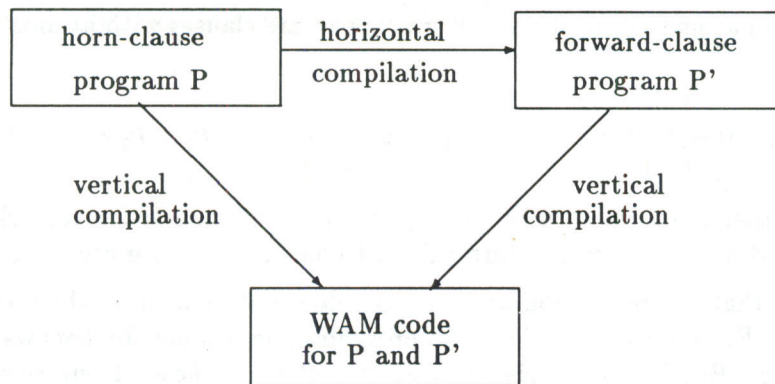 horn-clause
program P
horizontal
compilation
forward-clause
program P'
vertical
compilation
vertical
compilation
WAM code
for P and P'